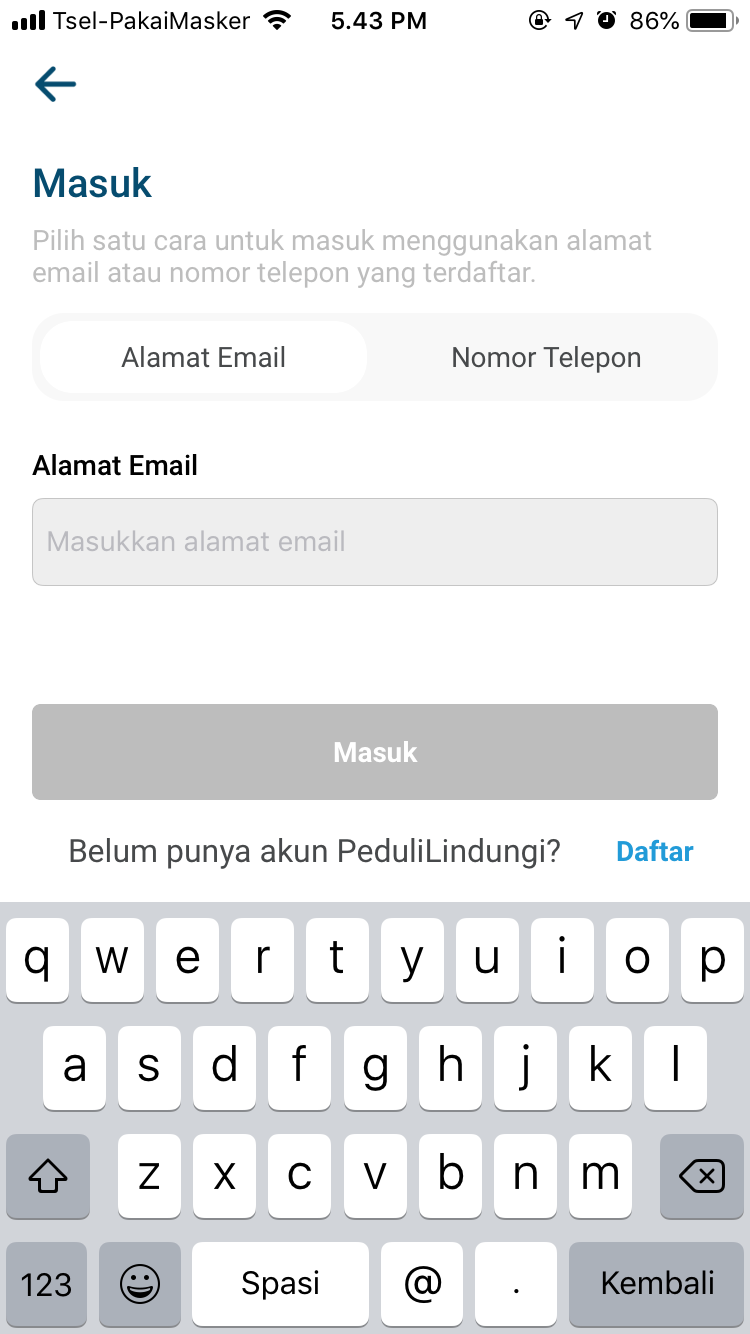 Tsel-PakaiMasker 5.43 PM 86%
Masuk
Pilih satu cara untuk masuk menggunakan alamat
email atau nomor telepon yang terdaftar.
Alamat Email Nomor Telepon
Alamat Email
Masukkan alamat email
Masuk
Belum punya akun PeduliLindungi? Daftar
q w e r t y u i o p
a s d f g h j k l
z x c v b n m
123 Spasi @ . Kembali